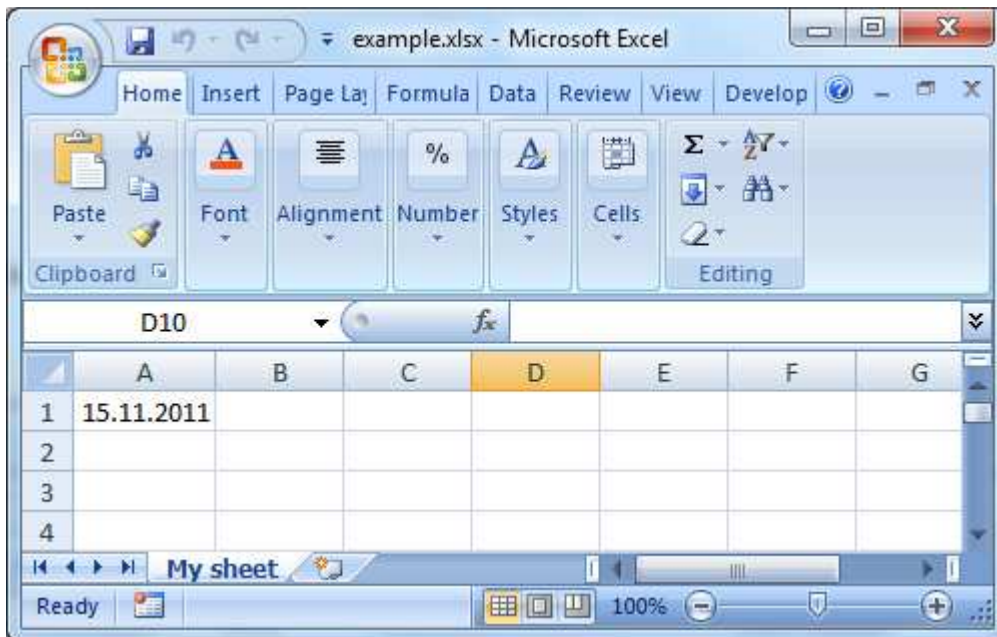 example.xlsx - Microsoft Excel
Home Insert Page Lay Formula Data Review View Develop
Paste Font Alignment Number Styles Cells
Clipboard Editing
D10 fx
A B C D E F G
1 15.11.2011
2
3
4
My sheet
Ready 100%